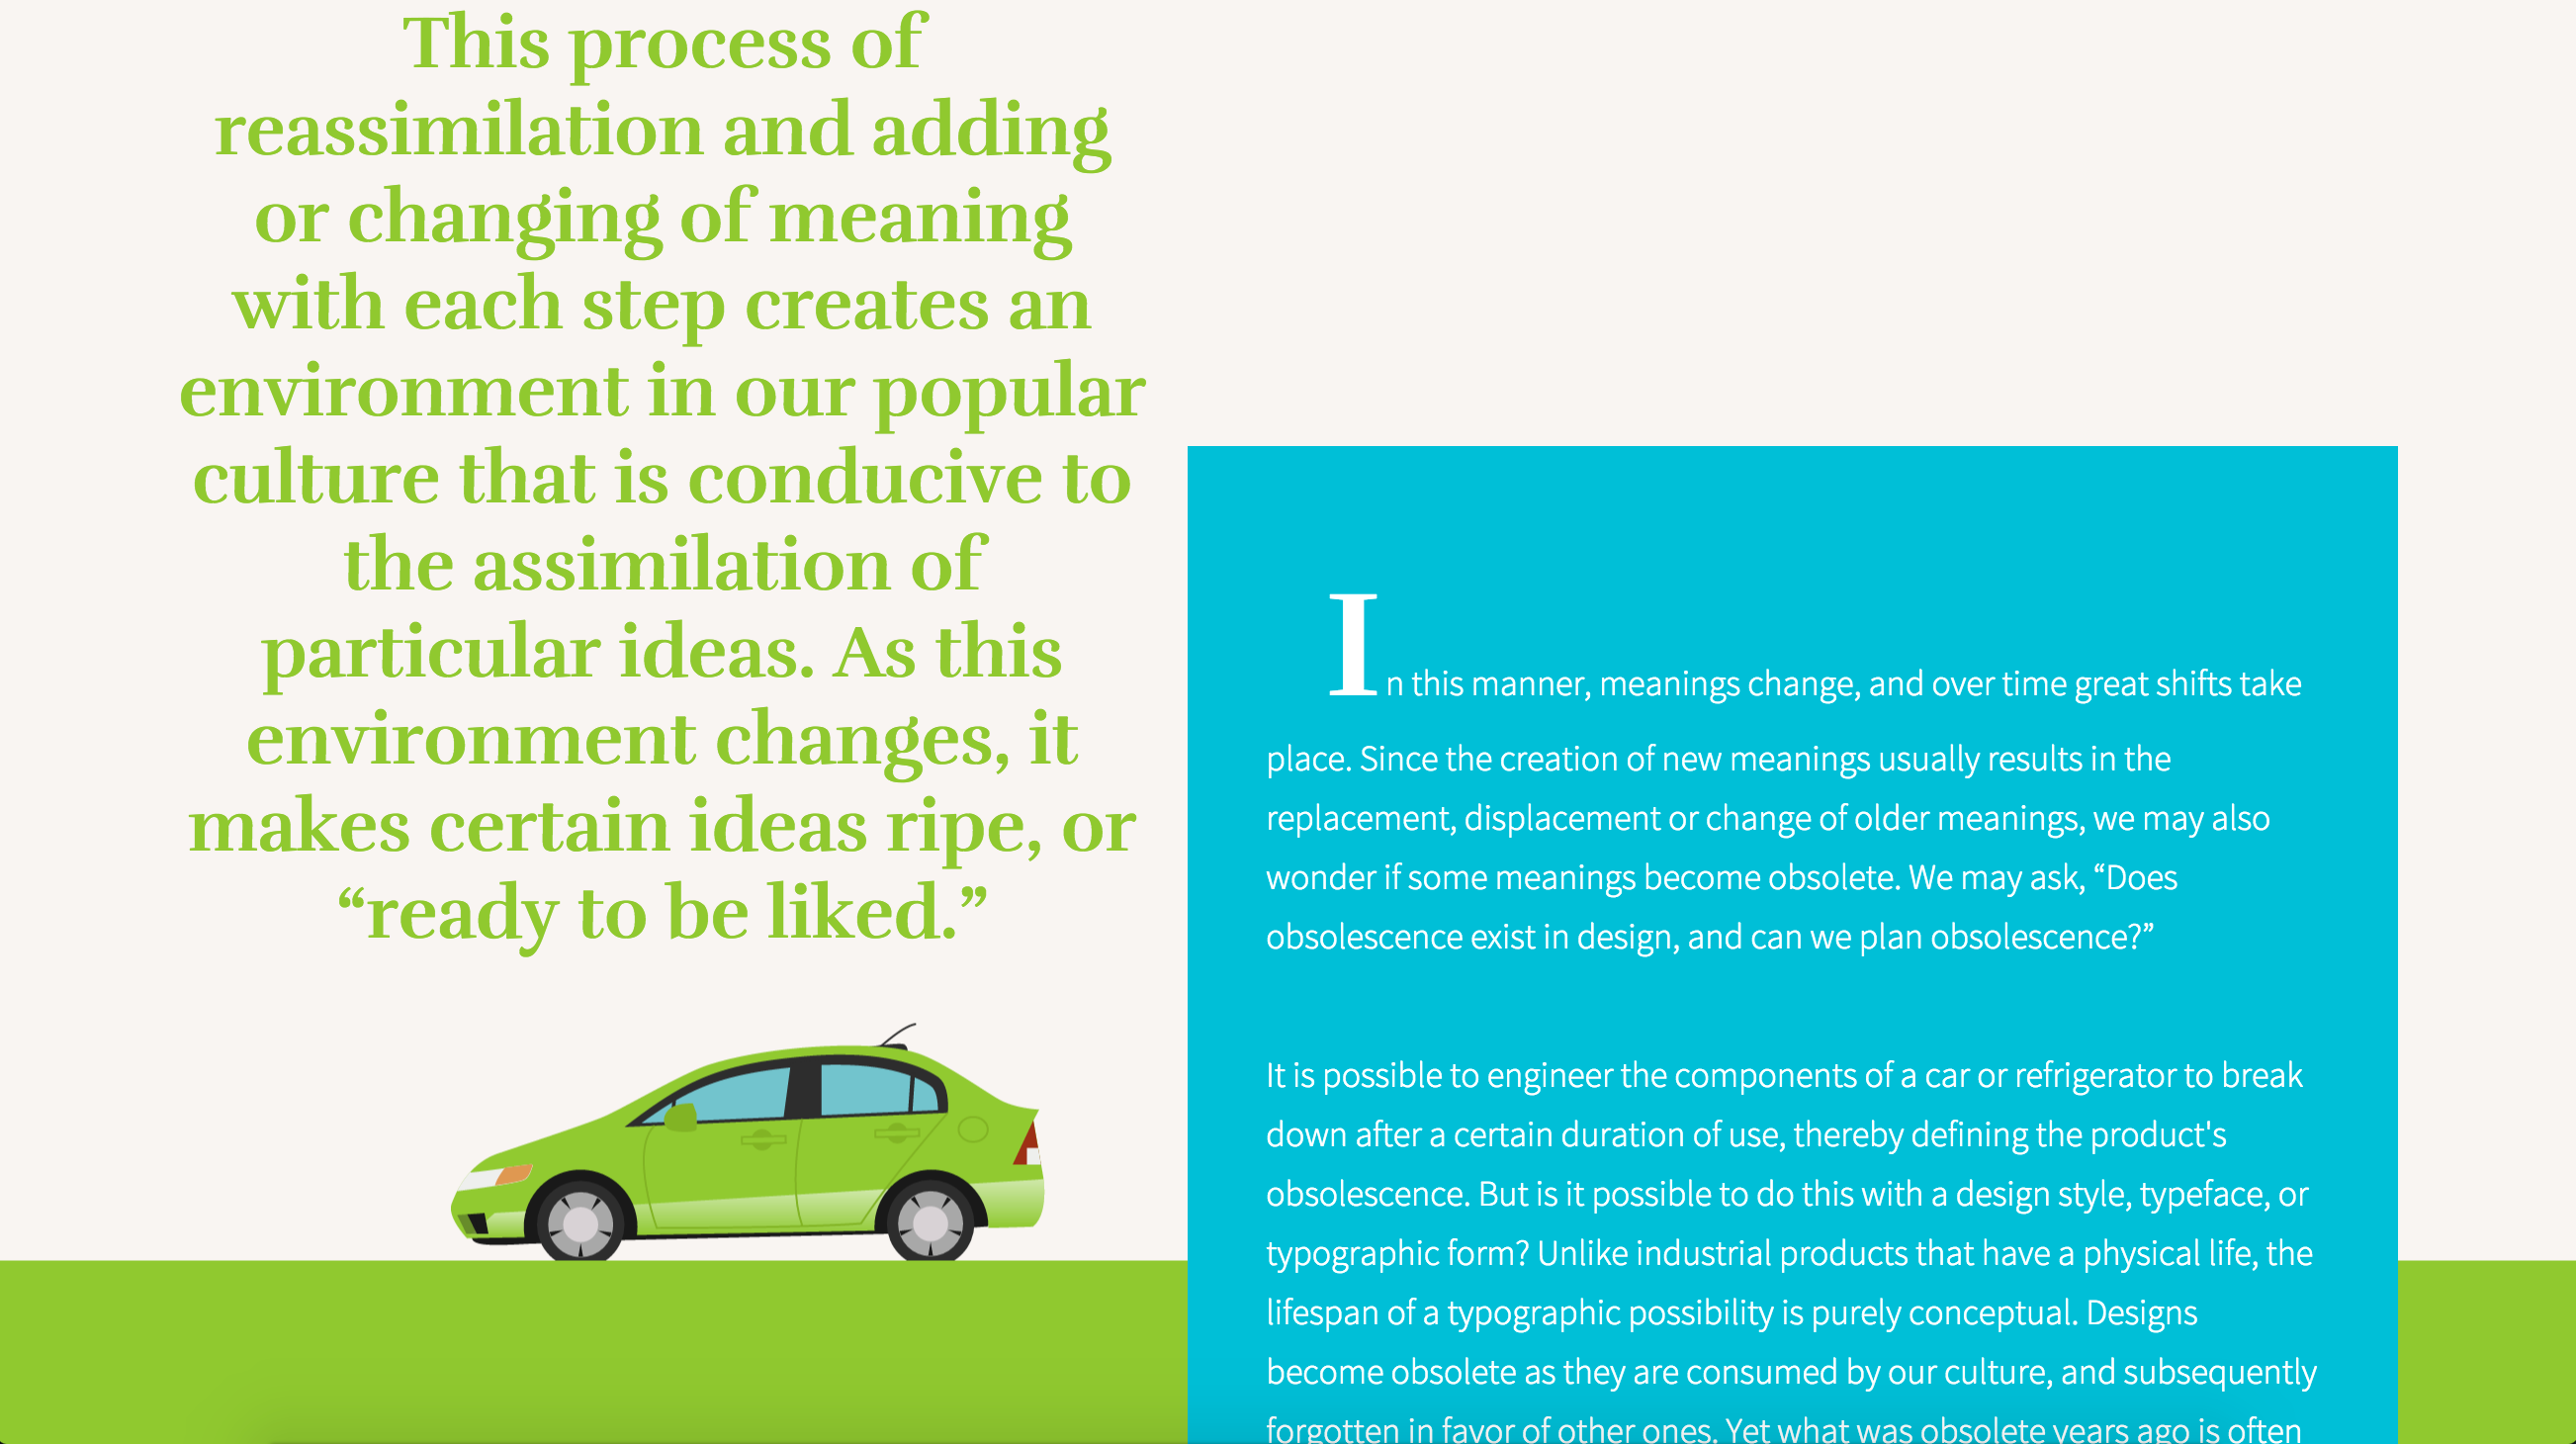 This process of
reassimilation and adding
or changing of meaning
with each step creates an
environment in our popular
culture that is conducive to
the assimilation of
particular ideas. As this
environment changes, it
makes certain ideas ripe, or
“ready to be liked.”
In this manner, meanings change, and over time great shifts take
place. Since the creation of new meanings usually results in the
replacement, displacement or change of older meanings, we may also
wonder if some meanings become obsolete. We may ask, “Does
obsolescence exist in design, and can we plan obsolescence?”
It is possible to engineer the components of a car or refrigerator to break
down after a certain duration of use, thereby defining the product's
obsolescence. But is it possible to do this with a design style, typeface, or
typographic form? Unlike industrial products that have a physical life, the
lifespan of a typographic possibility is purely conceptual. Designs
become obsolete as they are consumed by our culture, and subsequently
forgotten in favor of other ones. Yet what was obsolete years ago is often